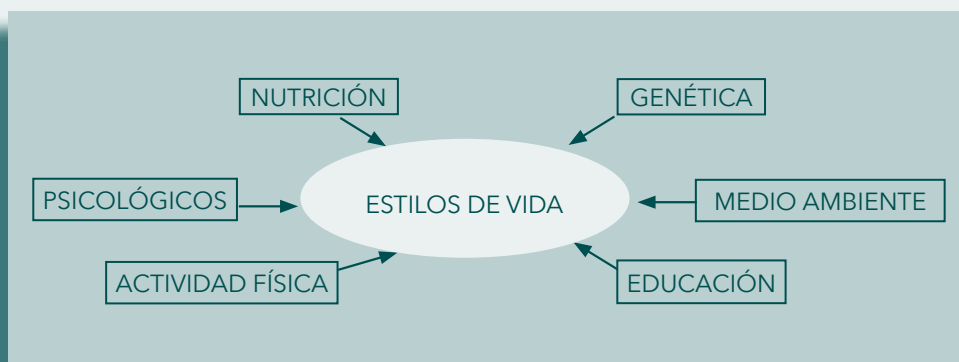 NUTRICIÓN
GENÉTICA
PSICOLÓGICOS
ESTILOS DE VIDA
MEDIO AMBIENTE
ACTIVIDAD FÍSICA
EDUCACIÓN